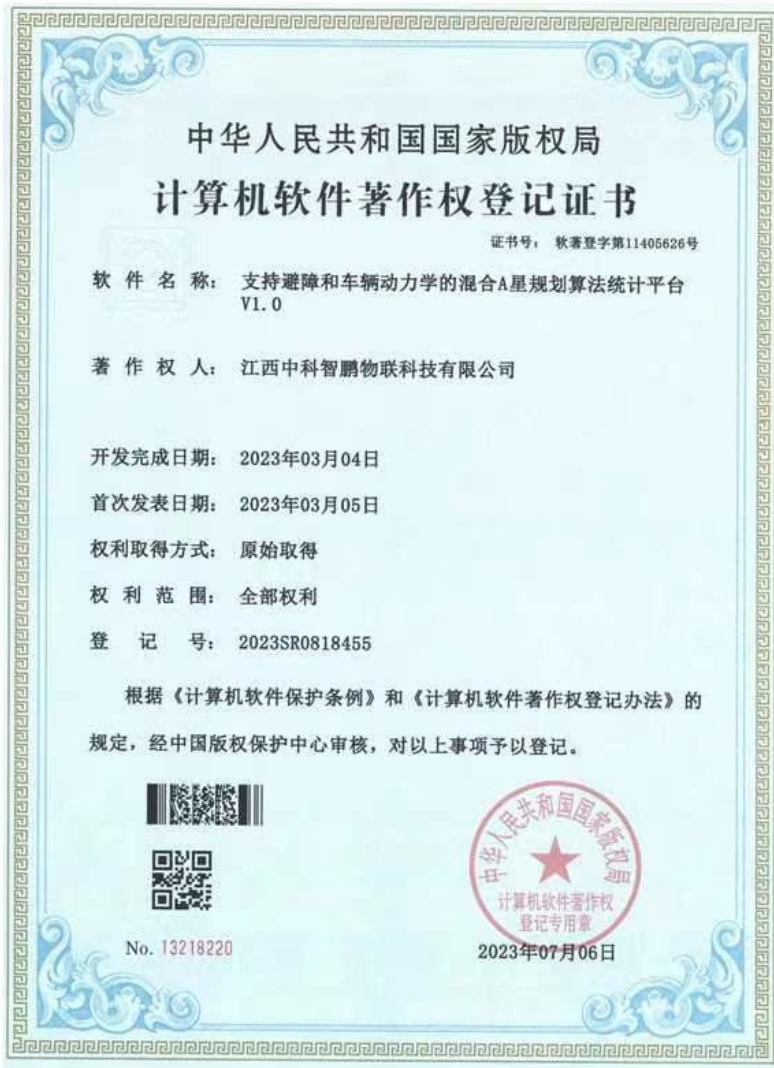 中华人民共和国国家版权局
计算机软件著作权登记证书
证书号： 软著登字第11405626号
软件名称： 支持避障和车辆动力学的混合A星规划算法统计平台
V1.0
著作权人： 江西中科智鹏物联科技有限公司
开发完成日期： 2023年03月04日
首次发表日期： 2023年03月05日
权利取得方式： 原始取得
权利范围： 全部权利
登记号： 2023SR0818455
根据《计算机软件保护条例》和《计算机软件著作权登记办法》的
规定，经中国版权保护中心审核，对以上事项予以登记。
中华人民共和国国家版权局
计算机软件著作权
登记专用章
No. 13218220
2023年07月06日